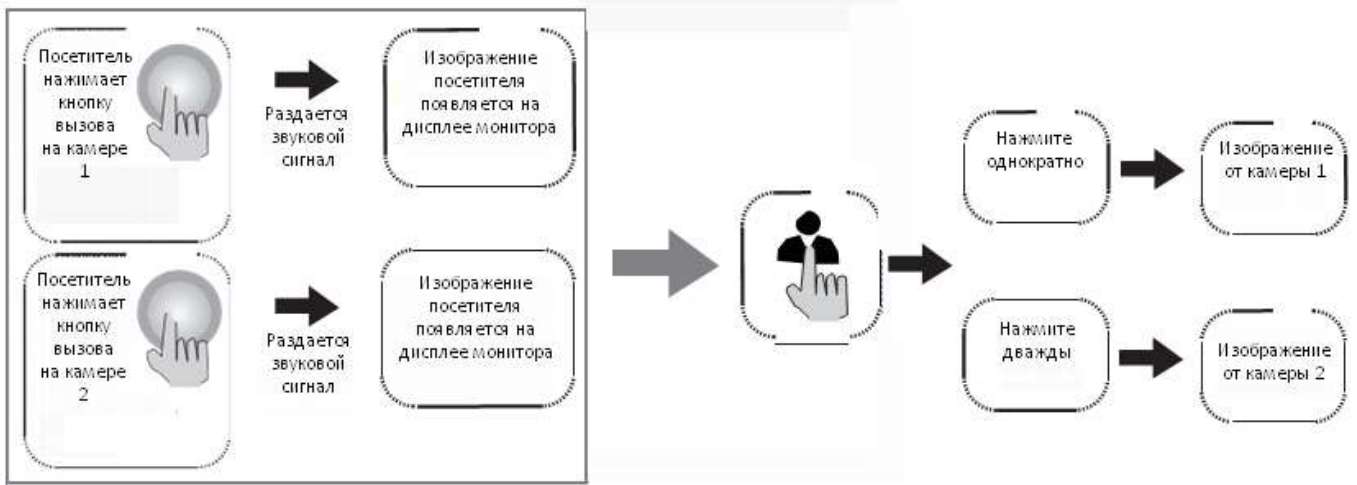 Посетитель
нажимает
кнопку
вызова
на камере
1
Раздается
звуковой
сигнал
Изображение
посетителя
появляется на
дисплее монитора
Посетитель
нажимает
кнопку
вызова
на камере
2
Раздается
звуковой
сигнал
Изображение
посетителя
появляется на
дисплее монитора
Нажмите
однократно
Изображение
от камеры 1
Нажмите
дважды
Изображение
от камеры 2